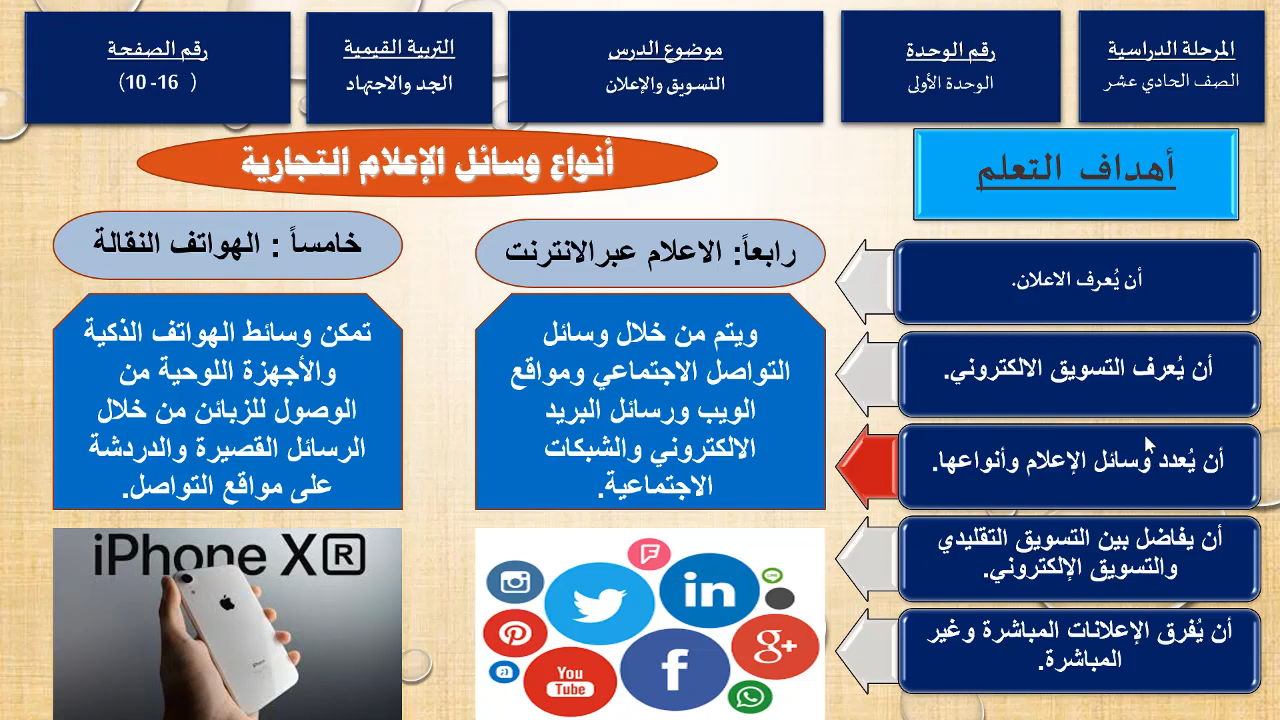 المرحلة الدراسية
الصف الحادي عشر
رقم الوحدة
الوحدة الأولى
موضوع الدرس
التسويق والإعلان
التربية القيمية
الجد والاجتهاد
رقم الصفحة
(10 -16 )
أهداف التعلم
أن يُعرف الاعلان.
أن يُعرف التسويق الالكتروني.
أن يُعدد وسائل الإعلام وأنواعها.
أن يفاضل بين التسويق التقليدي
والتسويق الإلكتروني.
أن يُفرق الإعلانات المباشرة وغير
المباشرة.
أنواع وسائل الإعلام التجارية
رابعاً: الاعلام عبرالانترنت
ويتم من خلال وسائل
التواصل الاجتماعي ومواقع
الويب ورسائل البريد
الالكتروني والشبكات
الاجتماعية.
in
g+
You
Tube
f
خامساً : الهواتف النقالة
تمكن وسائط الهواتف الذكية
والأجهزة اللوحية من
الوصول للزبائن من خلال
الرسائل القصيرة والدردشة
على مواقع التواصل.
iPhone XR